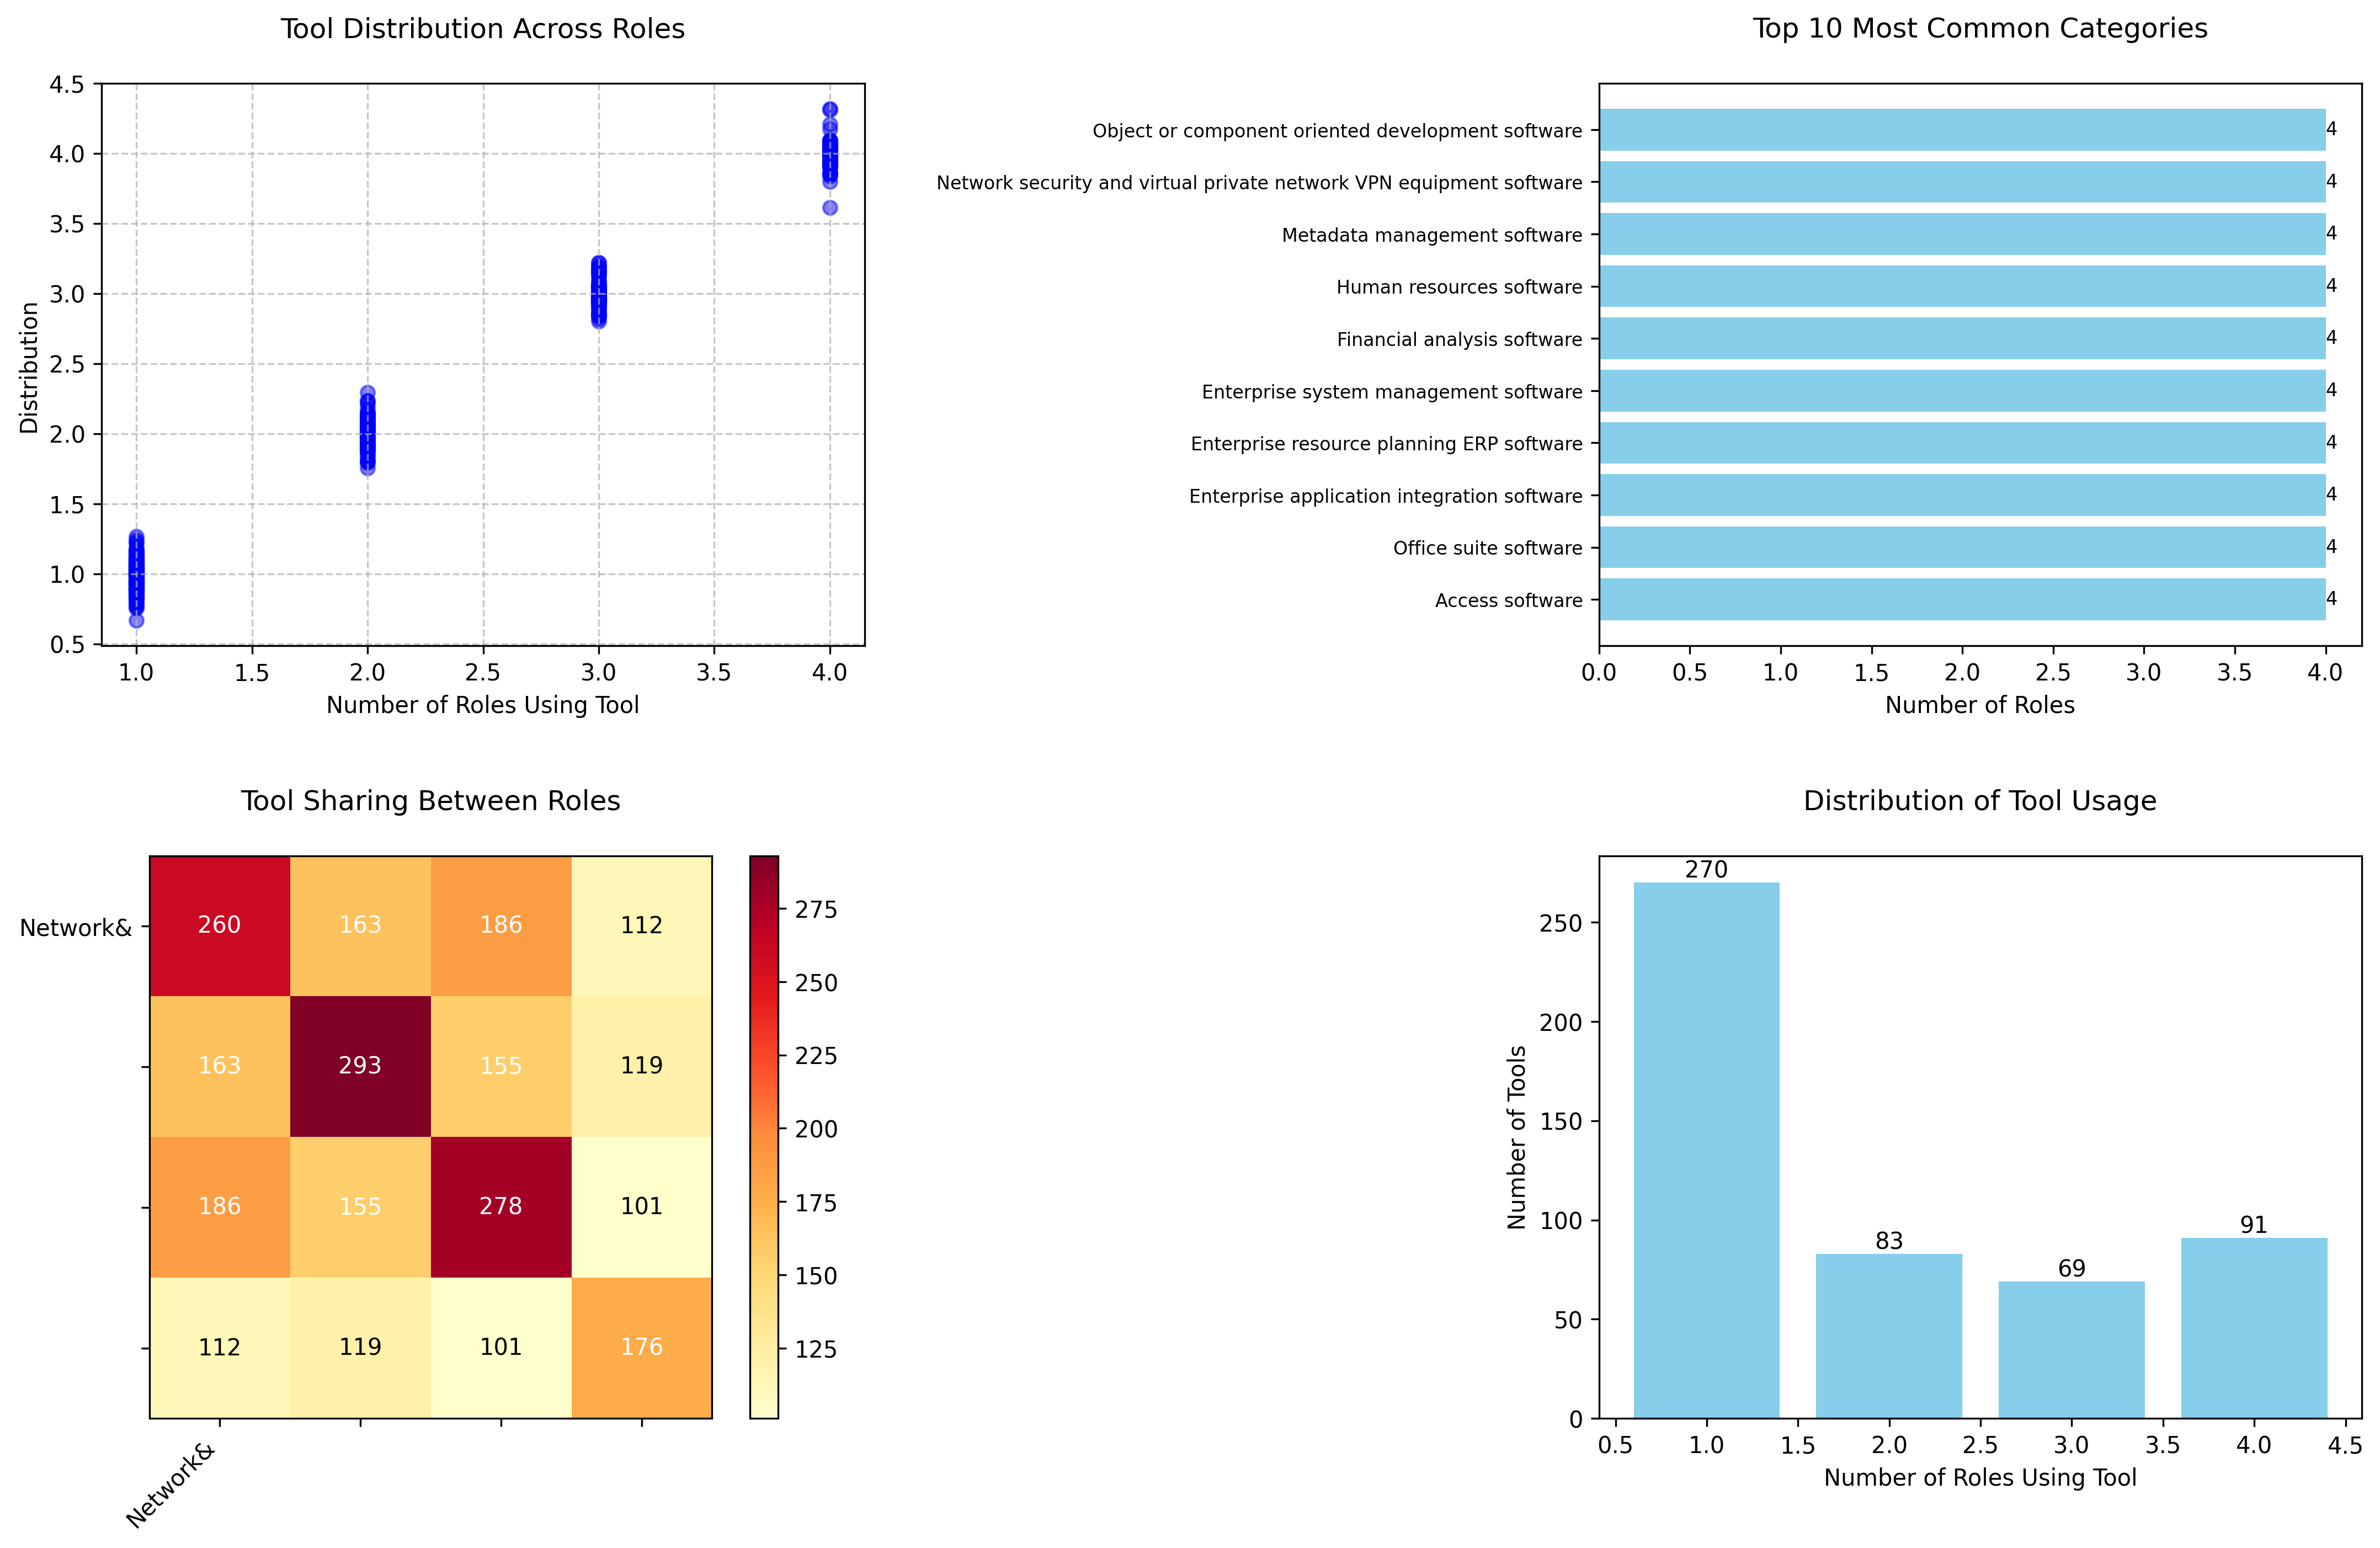 Tool Distribution Across Roles
4.5
4.0
3.5
3.0
2.5
2.0
1.5
1.0
0.5
Distribution
1.0 1.5 2.0 2.5 3.0 3.5 4.0
Number of Roles Using Tool
Top 10 Most Common Categories
Object or component oriented development software 4
Network security and virtual private network VPN equipment software 4
Metadata management software 4
Human resources software 4
Financial analysis software 4
Enterprise system management software 4
Enterprise resource planning ERP software 4
Enterprise application integration software 4
Office suite software 4
Access software 4
0.0 0.5 1.0 1.5 2.0 2.5 3.0 3.5 4.0
Number of Roles
Tool Sharing Between Roles
Network& 260 163 186 112
163 293 155 119
186 155 278 101
112 119 101 176
Network&
275
250
225
200
175
150
125
Distribution of Tool Usage
Number of Tools
250
200
150
100
50
0
270
83
69
91
0.5 1.0 1.5 2.0 2.5 3.0 3.5 4.0 4.5
Number of Roles Using Tool